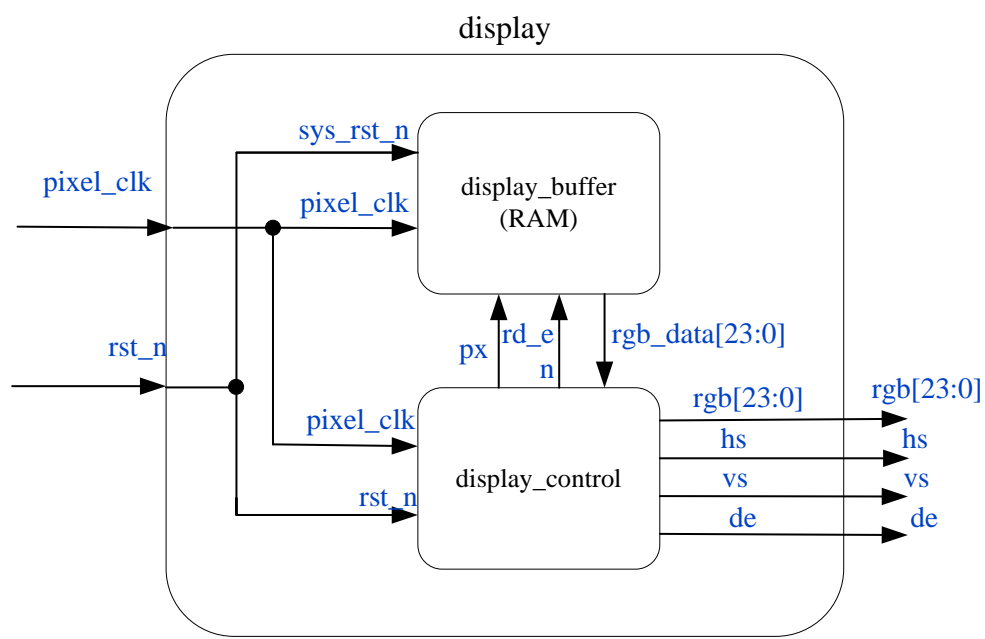 display
sys_rst_n
pixel_clk
pixel_clk
display_buffer
(RAM)
rst_n
px
rd_e
n
rgb_data[23:0]
pixel_clk
rst_n
display_control
rgb[23:0]
rgb[23:0]
hs
hs
vs
vs
de
de